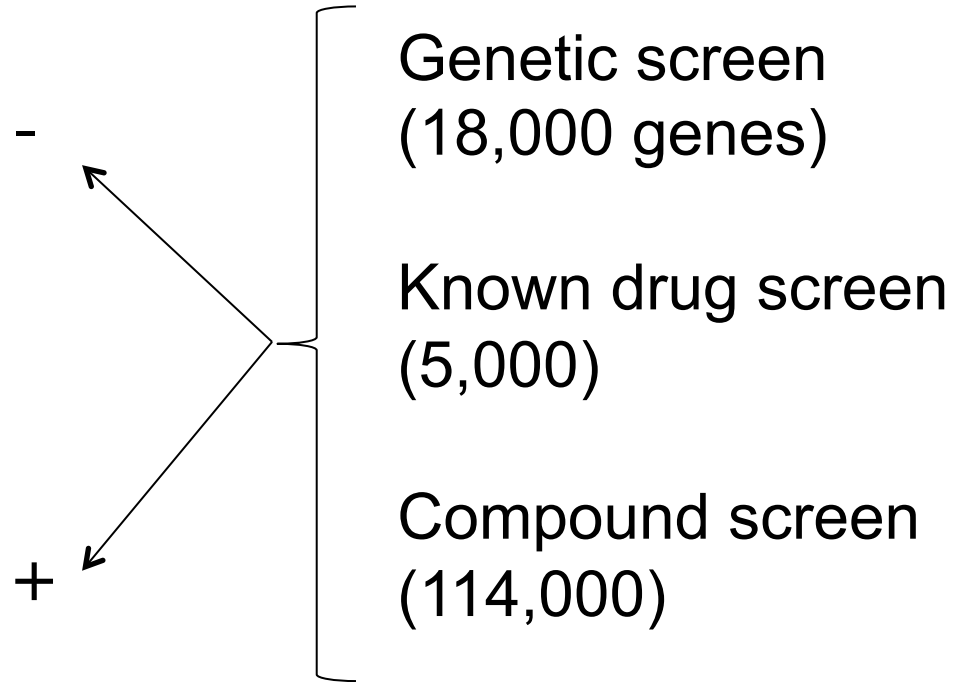 -
Genetic screen
(18,000 genes)
Known drug screen
(5,000)
Compound screen
(114,000)
+